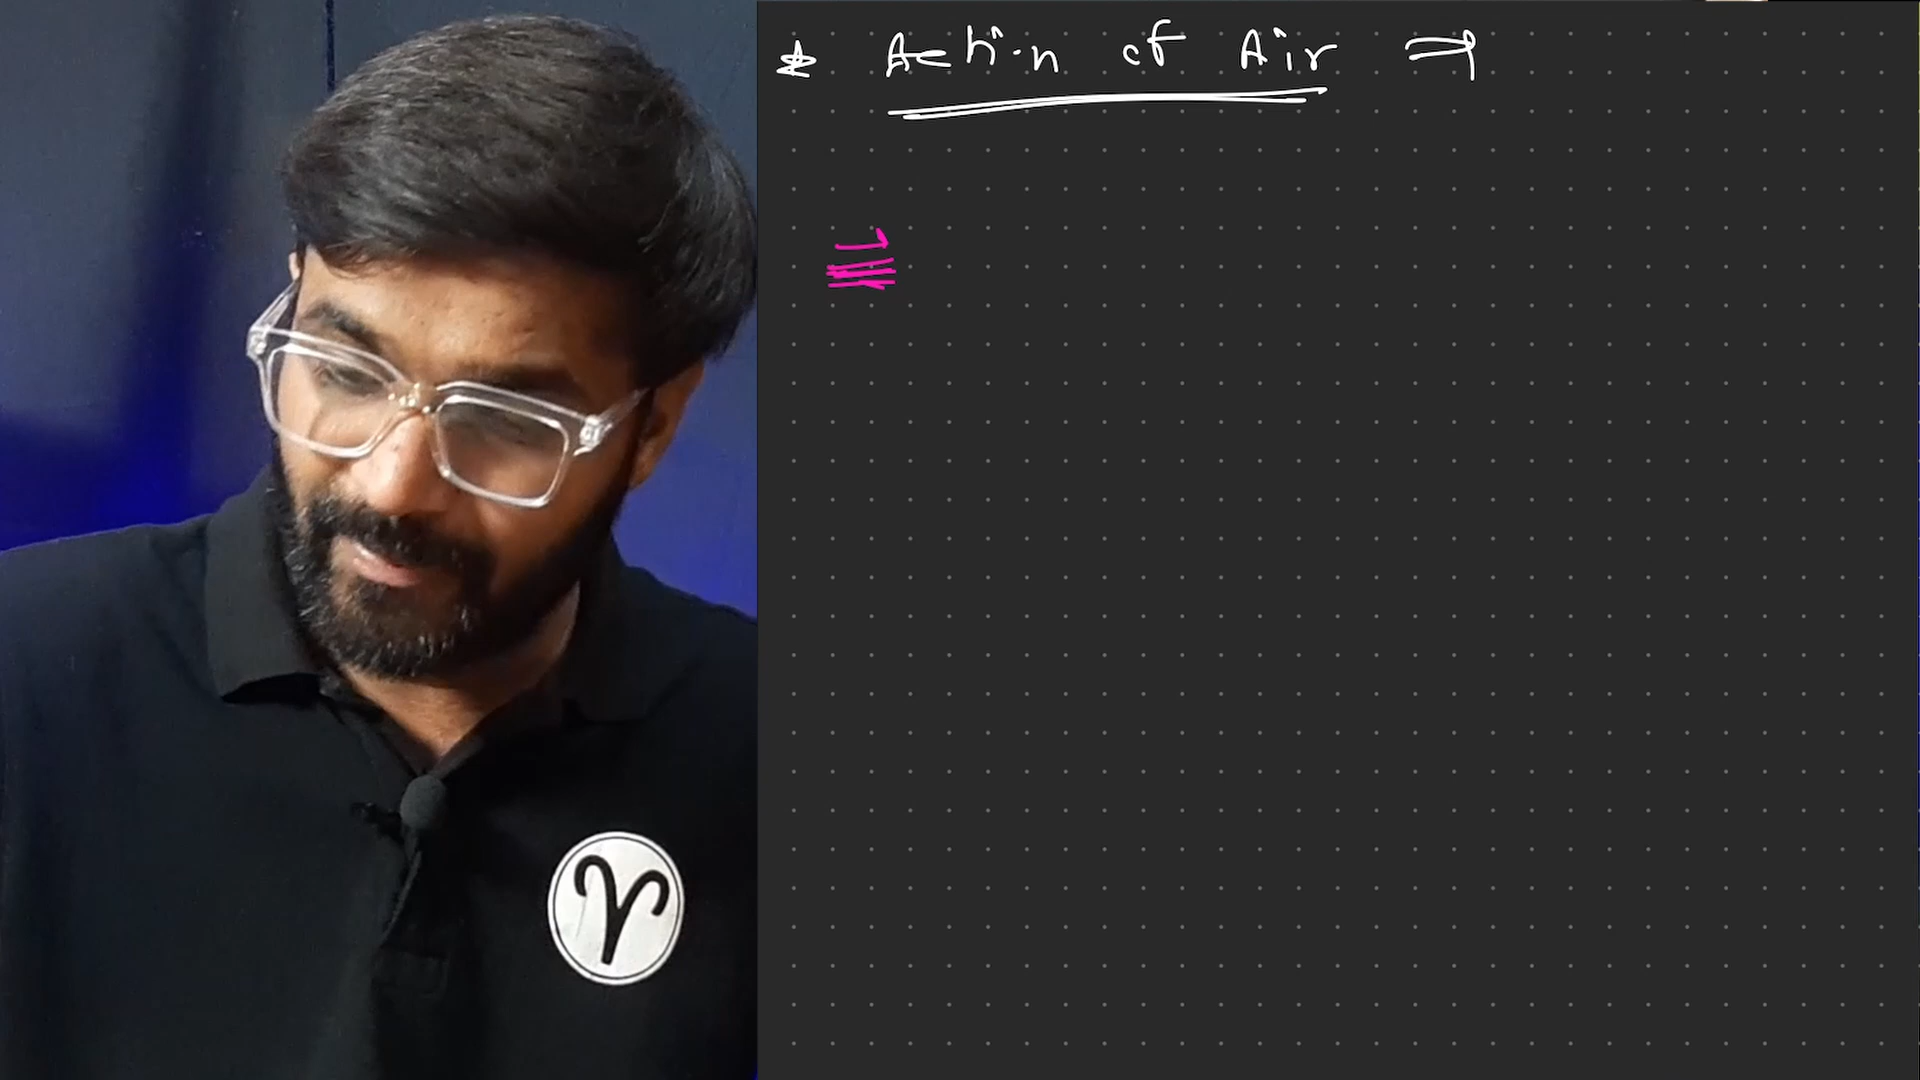 * Action of Air ⇒